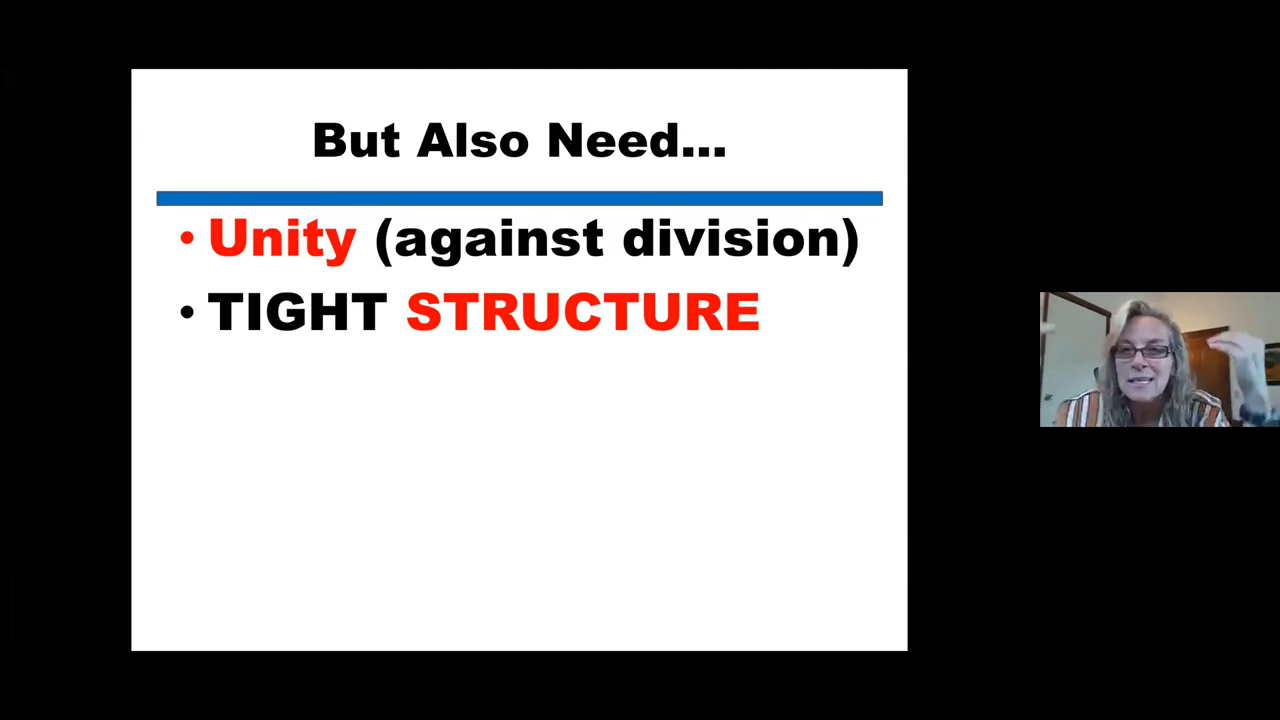 But Also Need...
• Unity (against division)
• TIGHT STRUCTURE